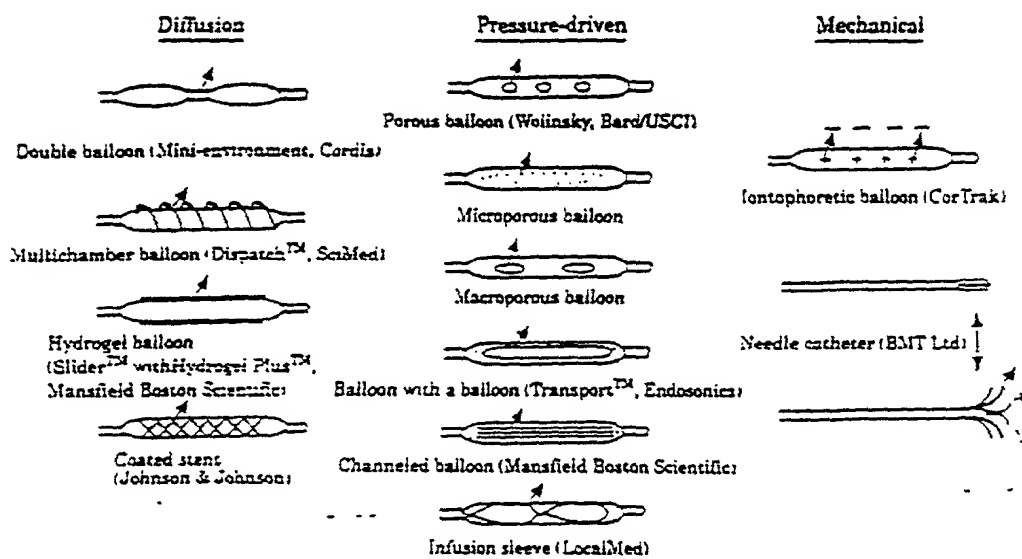 Diffusion
Double balloon (Mini-environment, Cordis)
Multichamber balloon (Dispatch™, SciMed)
Hydrogel balloon
(Slider™ with Hydrogel Plus™,
Mansfield Boston Scientific)
Coated stent
(Johnson & Johnson)
Pressure-driven
Porous balloon (Wolinsky, Bard/USCI)
Microporous balloon
Macroporous balloon
Balloon with a balloon (Transport™, Endosonics)
Channeled balloon (Mansfield Boston Scientific)
Infusion sleeve (LocalMed)
Mechanical
Iontophoretic balloon (CorTrak)
Needle catheter (BMT Ltd)